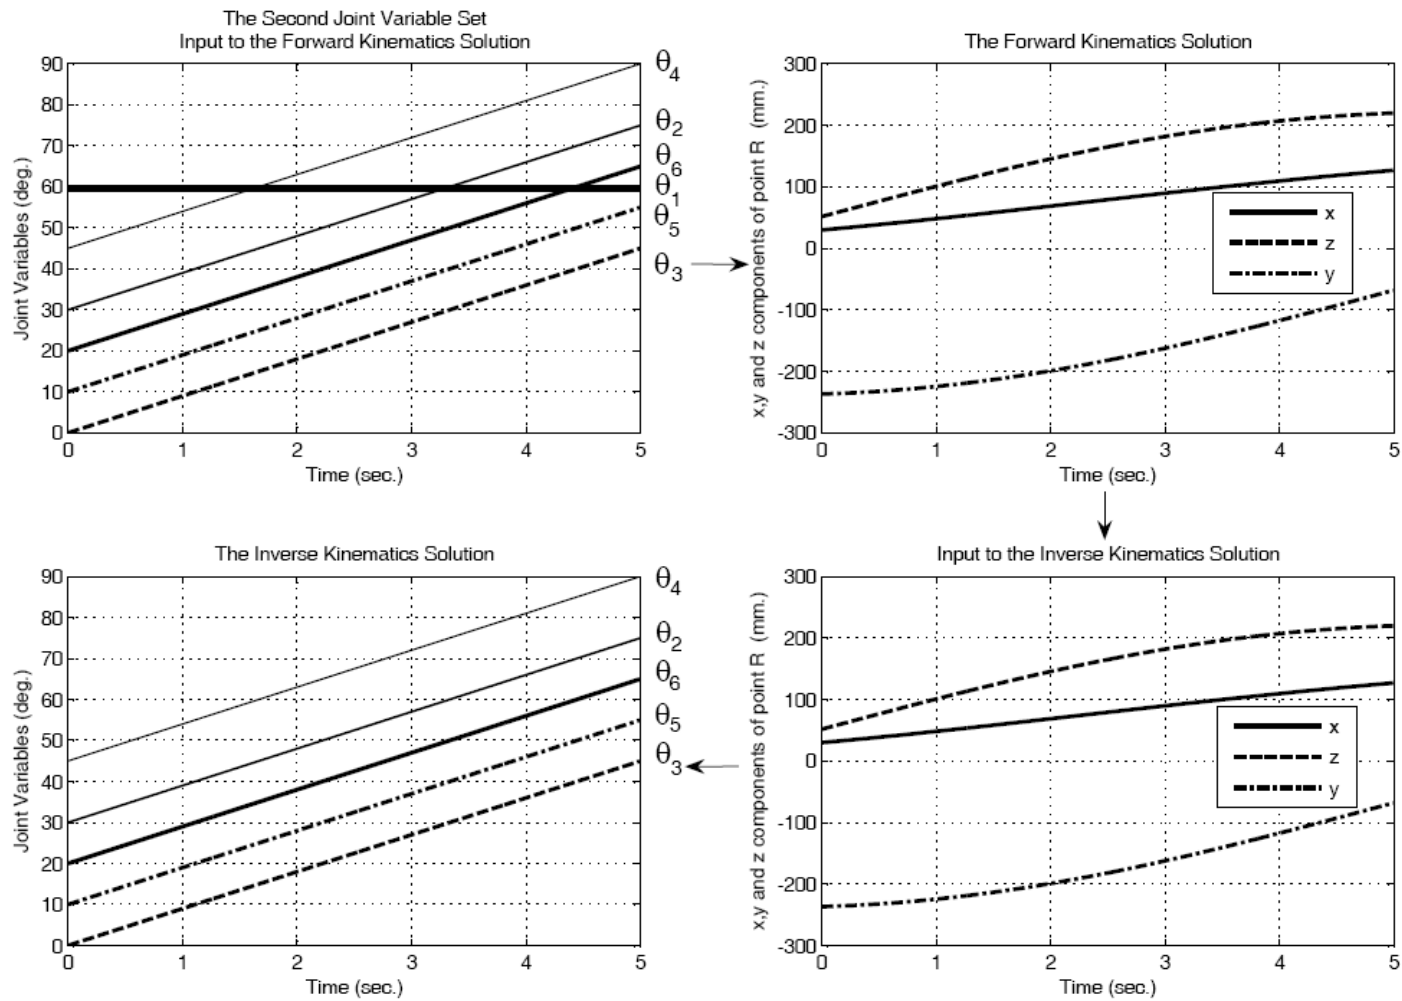 The Second Joint Variable Set
Input to the Forward Kinematics Solution
Joint Variables (deg.)
90
80
70
60
50
40
30
20
10
0
0 1 2 3 4 5
Time (sec.)
θ4
θ2
θ6
θ1
θ5
θ3
The Forward Kinematics Solution
x,y and z components of point R (mm.)
300
200
100
0
-100
-200
-300
0 1 2 3 4 5
Time (sec.)
x
z
y
The Inverse Kinematics Solution
Joint Variables (deg.)
90
80
70
60
50
40
30
20
10
0
0 1 2 3 4 5
Time (sec.)
θ4
θ2
θ6
θ5
θ3
Input to the Inverse Kinematics Solution
x,y and z components of point R (mm.)
300
200
100
0
-100
-200
-300
0 1 2 3 4 5
Time (sec.)
x
z
y